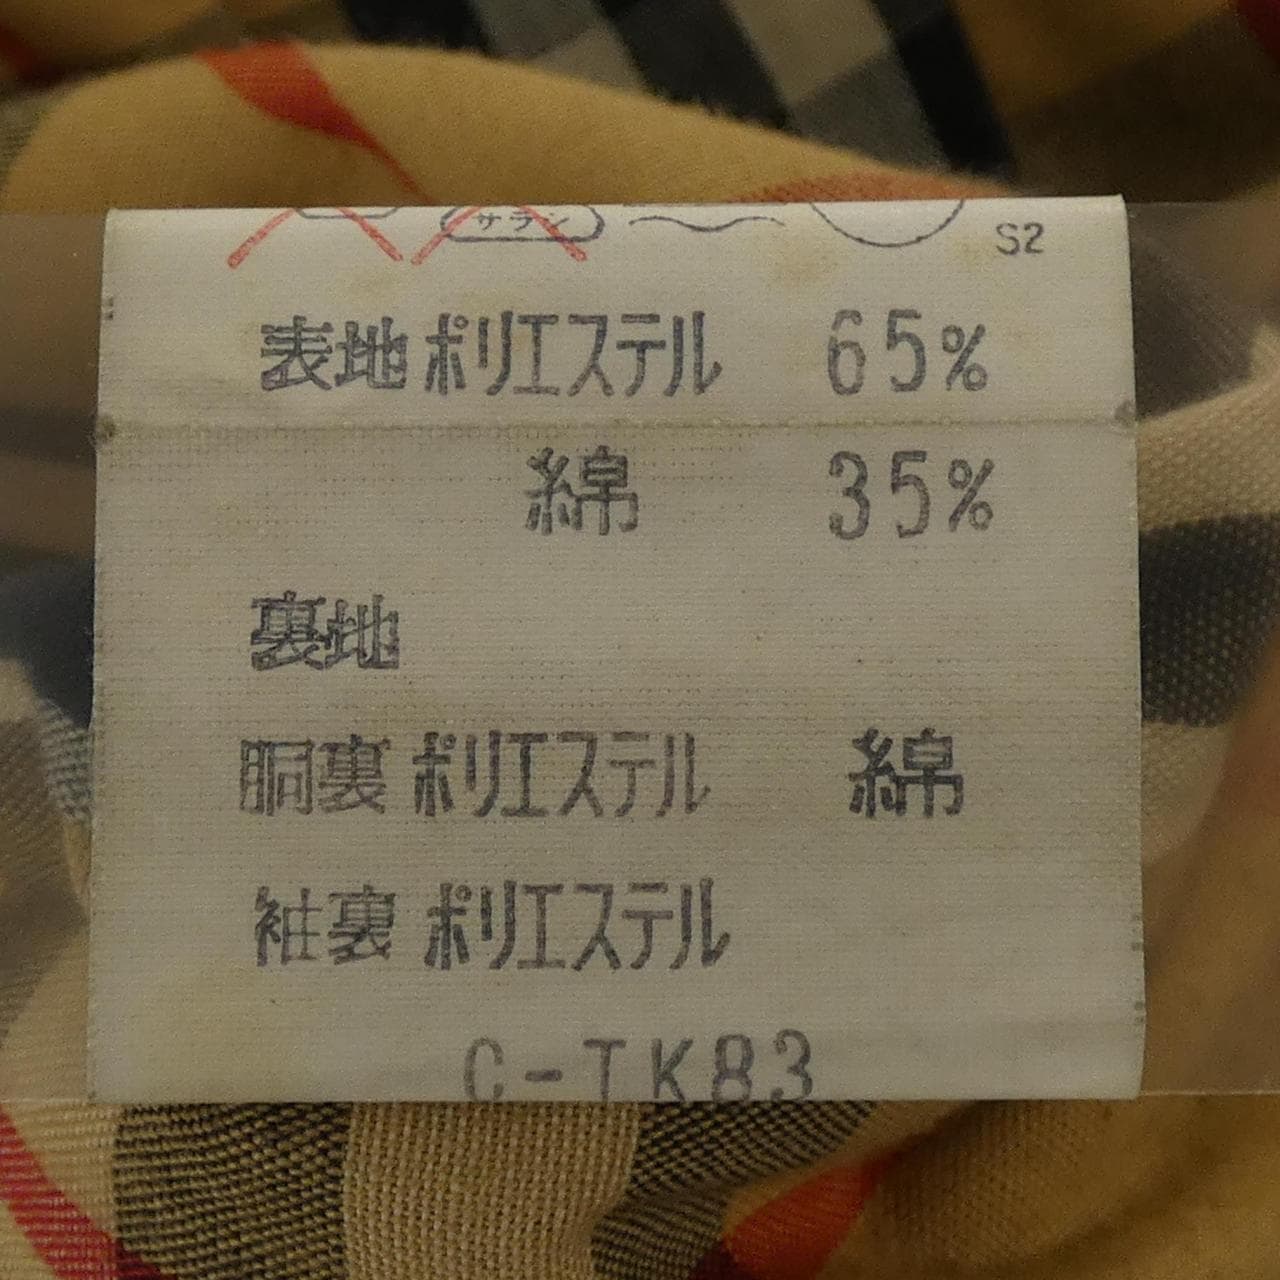 サラシ
S2
表地 ポリエステル 65%
綿 35%
裏地
胴裏 ポリエステル 綿
袖裏 ポリエステル
C-TK83